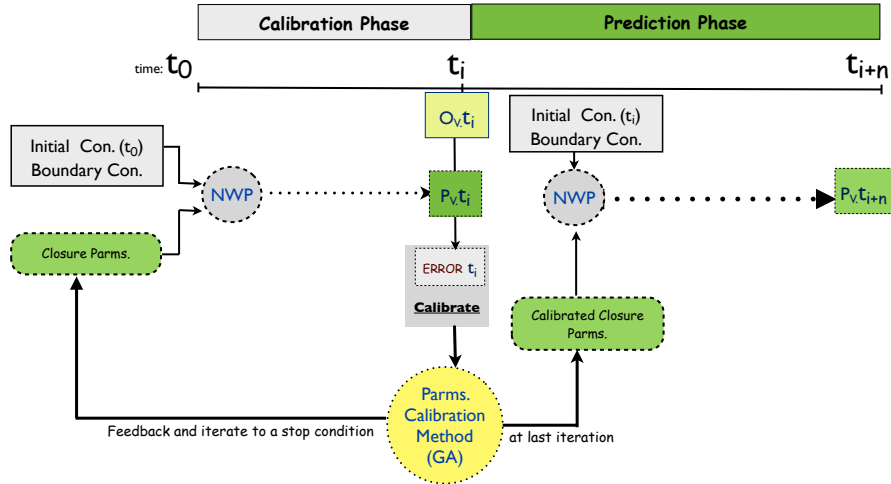 Calibration Phase
Prediction Phase
time: t0
ti
ti+n
Ov.ti
Initial Con. (ti)
Boundary Con.
Initial Con. (t0)
Boundary Con.
NWP
Pv.ti
NWP
Pv.ti+n
Closure Parms.
ERROR ti
Calibrate
Calibrated Closure
Parms.
Parms.
Calibration
Method
(GA)
Feedback and iterate to a stop condition
at last iteration